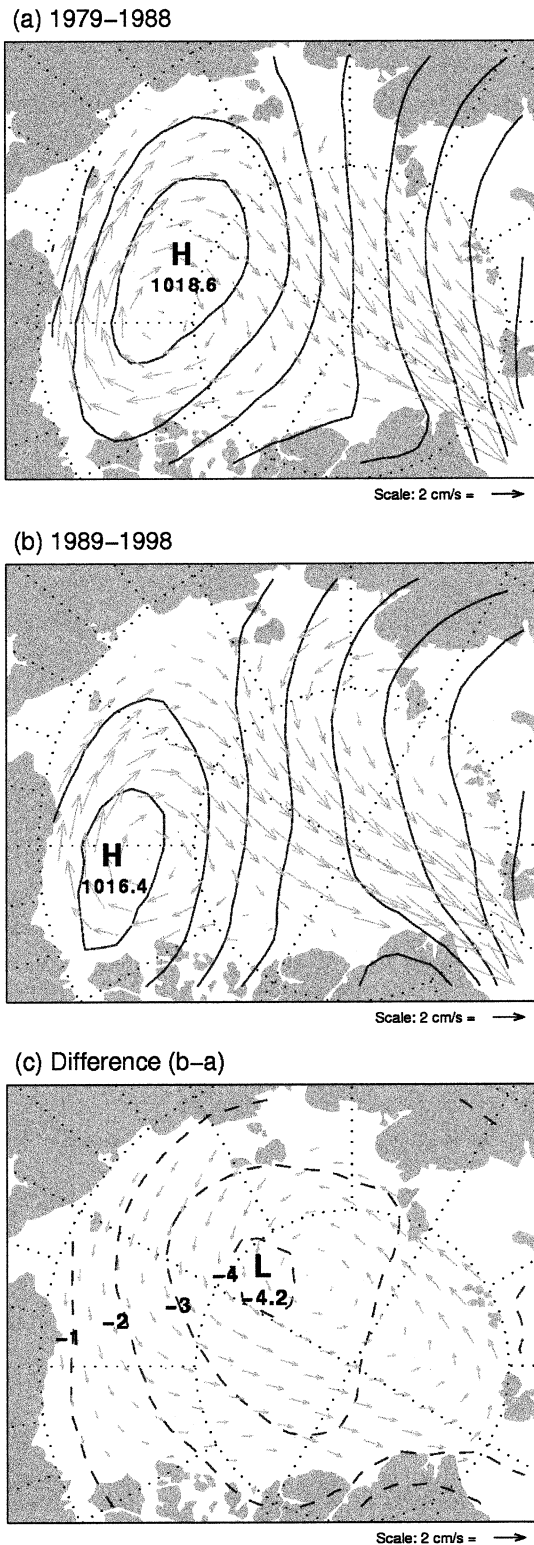 (a) 1979–1988
H
1018.6
Scale: 2 cm/s =
(b) 1989–1998
H
1016.4
Scale: 2 cm/s =
(c) Difference (b–a)
L
–4
–4.2
–3
–2
–1
Scale: 2 cm/s =